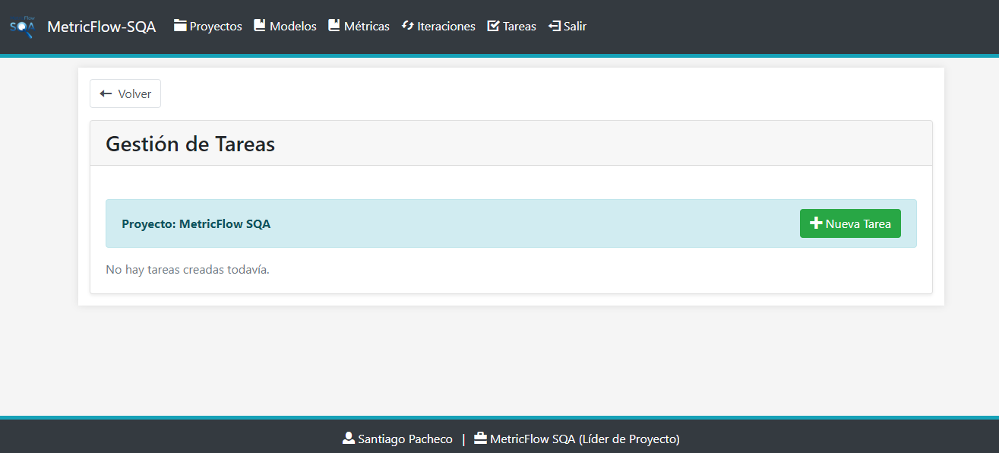 Flow
SQA
MetricFlow-SQA Proyectos Modelos Métricas Iteraciones Tareas Salir
Volver
Gestión de Tareas
Proyecto: MetricFlow SQA Nueva Tarea
No hay tareas creadas todavía.
Santiago Pacheco | MetricFlow SQA (Líder de Proyecto)